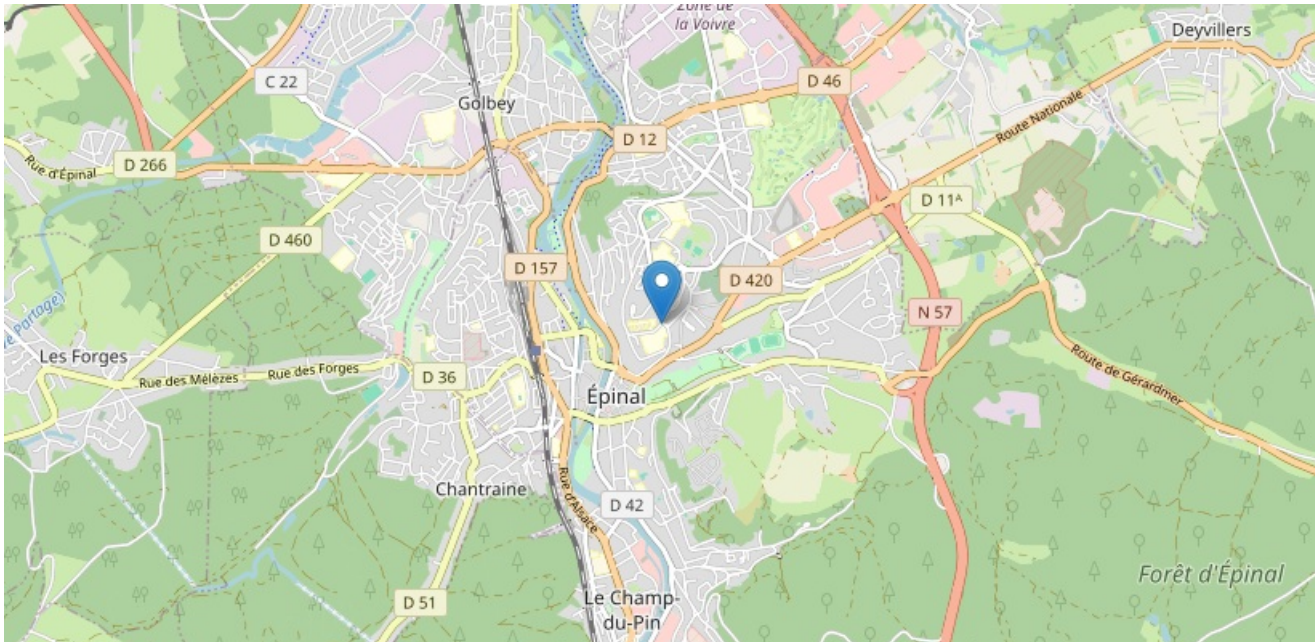 Zone de
la Voivre
Deyvillers
C 22
D 46
Golbey
Route Nationale
D 12
Rue d'Épinal
D 266
D 11ᴬ
D 460
D 157
D 420
N 57
Partage)
Les Forges
Rue des Mélèzes
Rue des Forges
D 36
Route de Gérardmer
Épinal
Chantraine
Rue d'Alsace
D 42
Forêt d'Épinal
D 51
Le Champ-
du-Pin